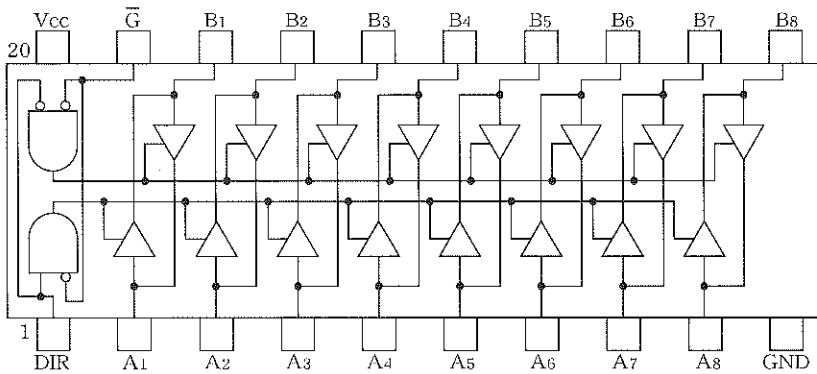 Vcc G̅ B1 B2 B3 B4 B5 B6 B7 B8
20
1
DIR A1 A2 A3 A4 A5 A6 A7 A8 GND